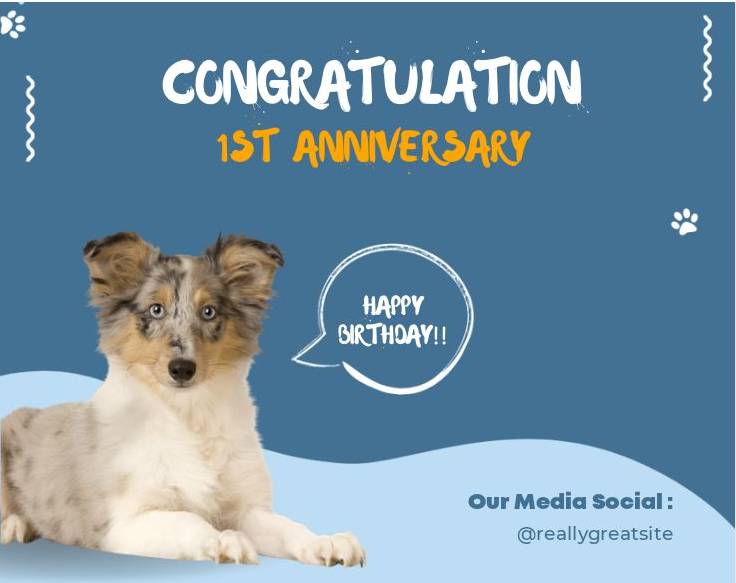 CONGRATULATION
1ST ANNIVERSARY
HAPPY
BIRTHDAY!!
Our Media Social :
@reallygreatsite